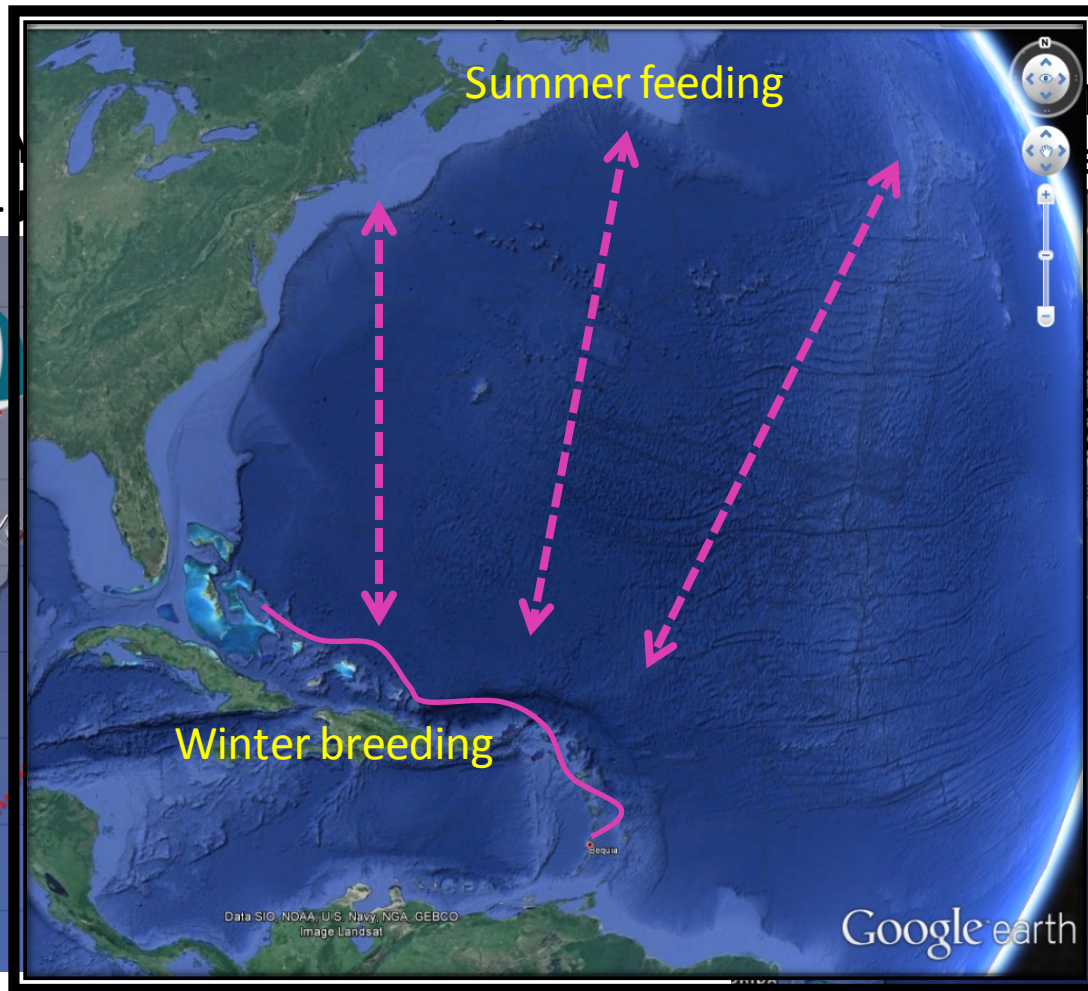 Summer feeding
N
Winter breeding
Bequia
Data SIO, NOAA, U.S. Navy, NGA, GEBCO
Image Landsat
Google earth